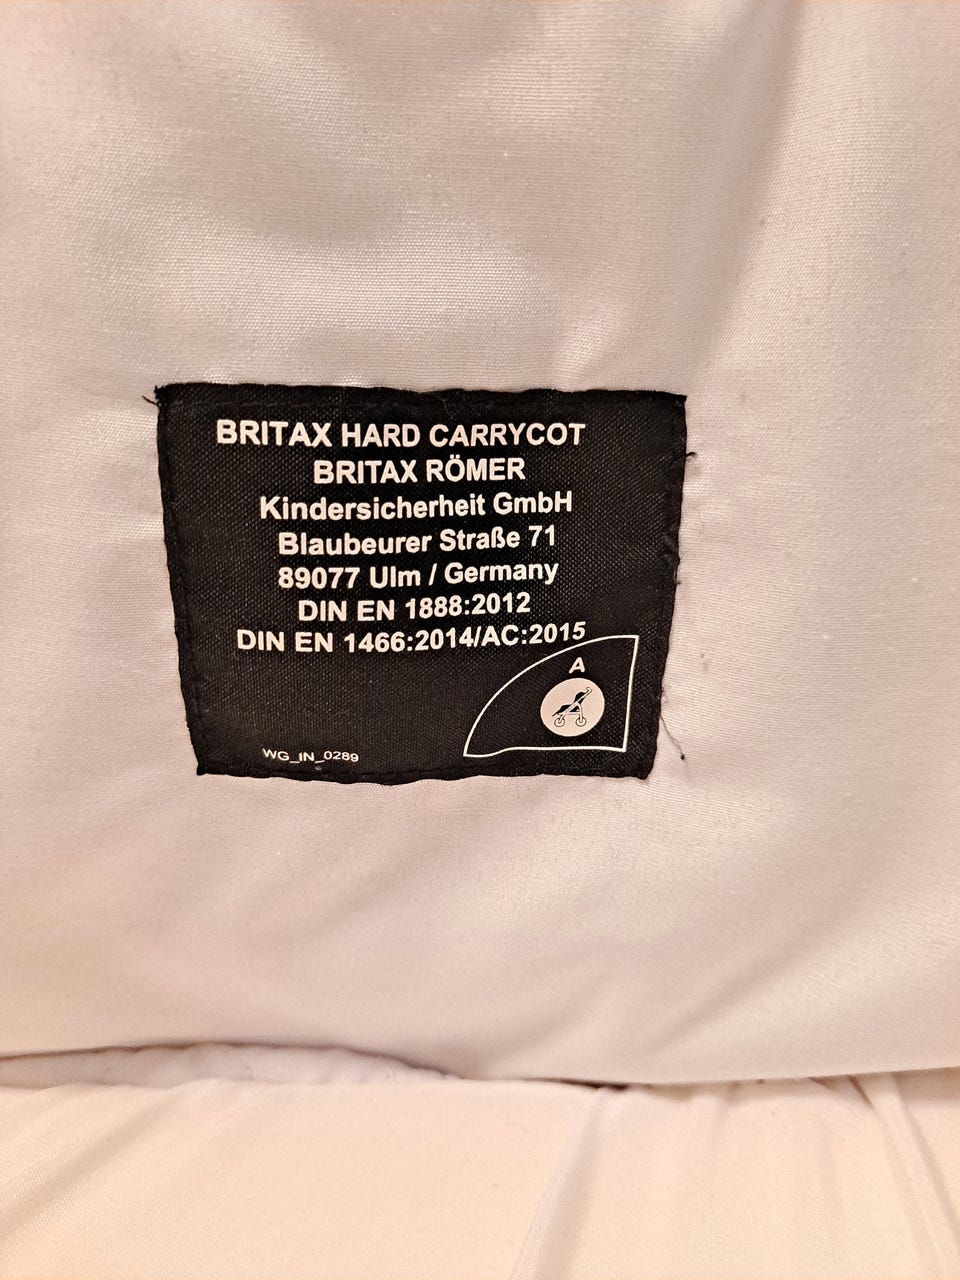 BRITAX HARD CARRYCOT
BRITAX RÖMER
Kindersicherheit GmbH
Blaubeurer Straße 71
89077 Ulm / Germany
DIN EN 1888:2012
DIN EN 1466:2014/AC:2015
A
WG_IN_0289